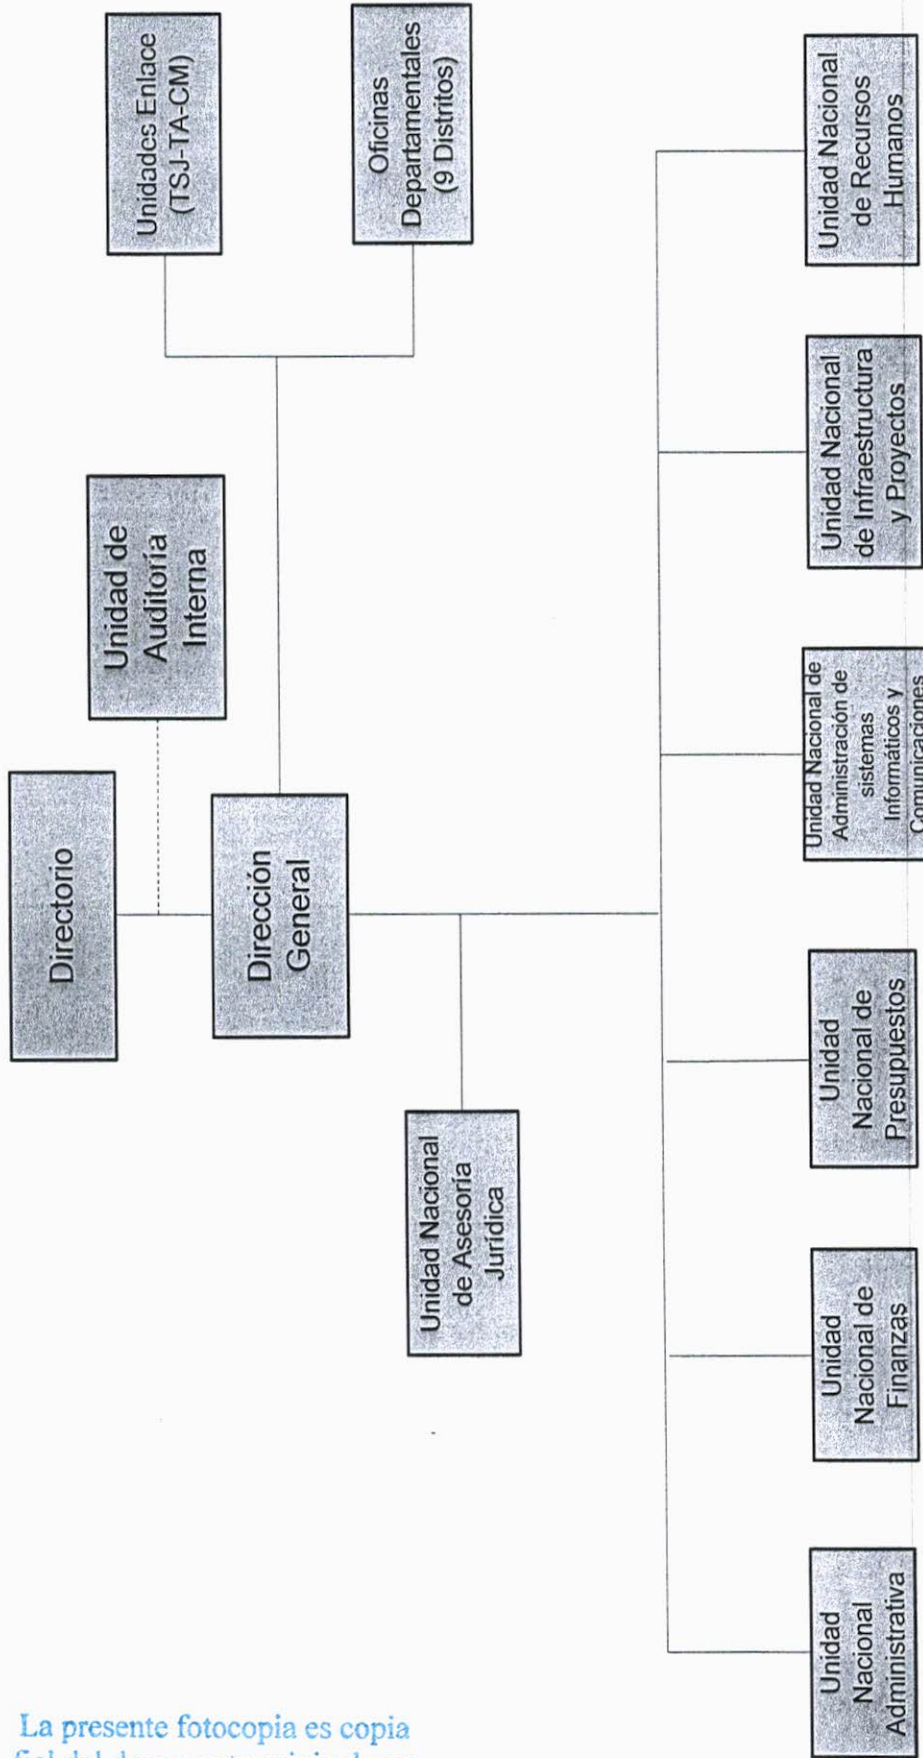 Directorio
Unidad de
Auditoría
Interna
Dirección
General
Unidades Enlace
(TSJ-TA-CM)
Oficinas
Departamentales
(9 Distritos)
Unidad Nacional
de Asesoría
Jurídica
Unidad
Nacional
Administrativa
Unidad
Nacional de
Finanzas
Unidad
Nacional de
Presupuestos
Unidad Nacional de
Administración de
sistemas
Informáticos y
Comunicaciones
Unidad Nacional
de Infraestructura
y Proyectos
Unidad Nacional
de Recursos
Humanos
La presente fotocopia es copia